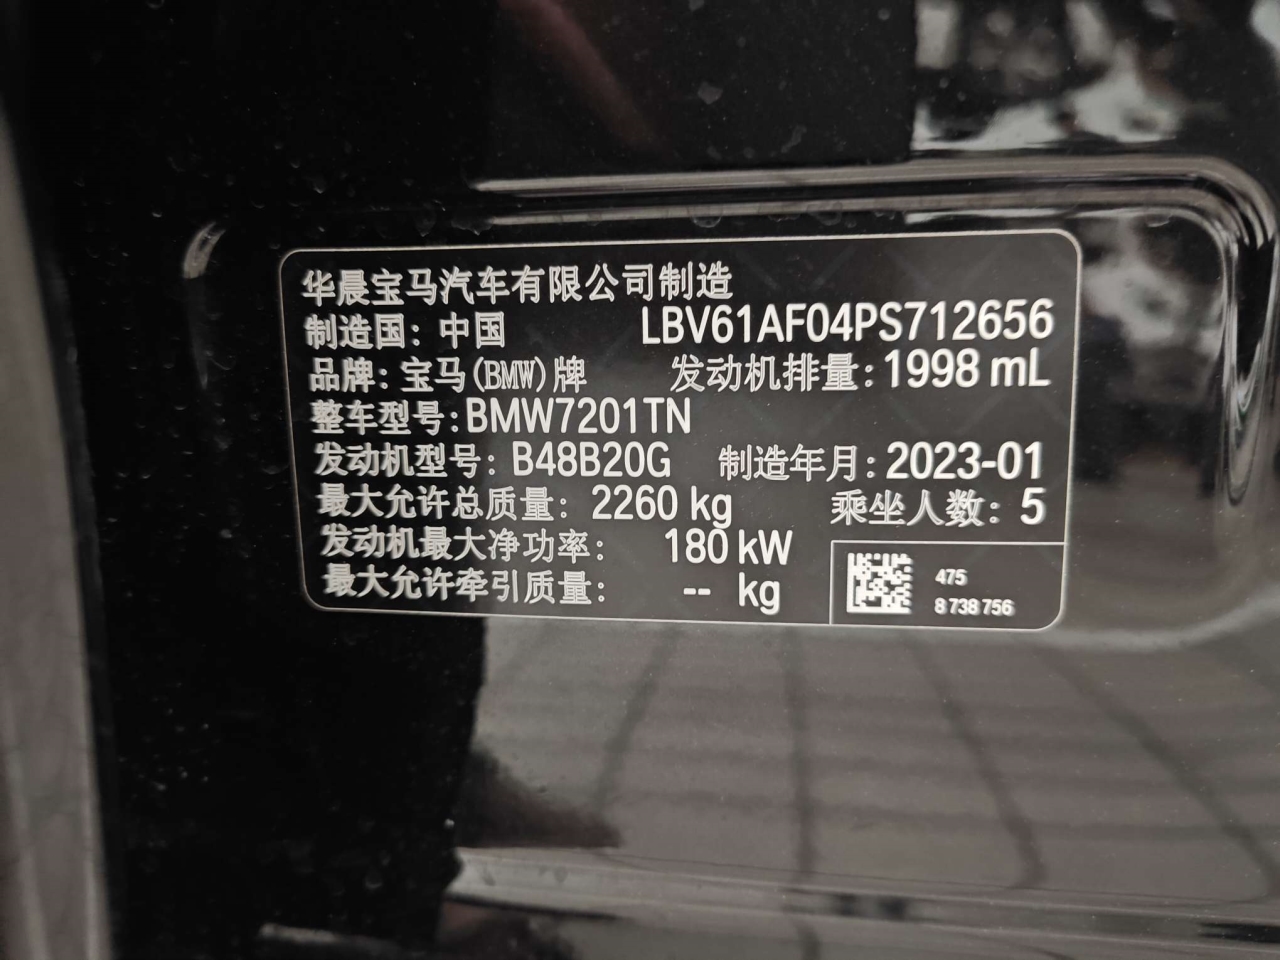 华晨宝马汽车有限公司制造
制造国：中国 LBV61AF04PS712656
品牌：宝马(BMW)牌 发动机排量：1998 mL
整车型号：BMW7201TN
发动机型号：B48B20G 制造年月：2023-01
最大允许总质量：2260 kg 乘坐人数：5
发动机最大净功率：180 kW
最大允许牵引质量：-- kg
475
8 738 756